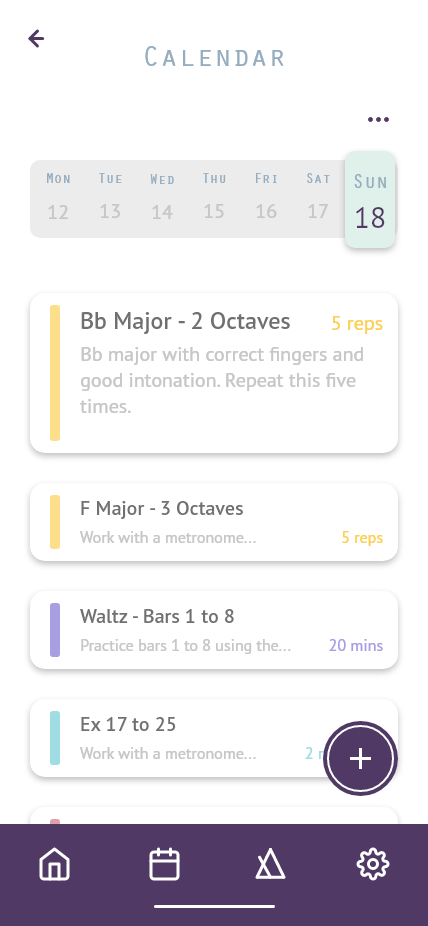 Calendar
Mon Tue Wed Thu Fri Sat Sun
12 13 14 15 16 17 18
Bb Major - 2 Octaves 5 reps
Bb major with correct fingers and
good intonation. Repeat this five
times.
F Major - 3 Octaves
Work with a metronome... 5 reps
Waltz - Bars 1 to 8
Practice bars 1 to 8 using the... 20 mins
Ex 17 to 25
Work with a metronome... 2